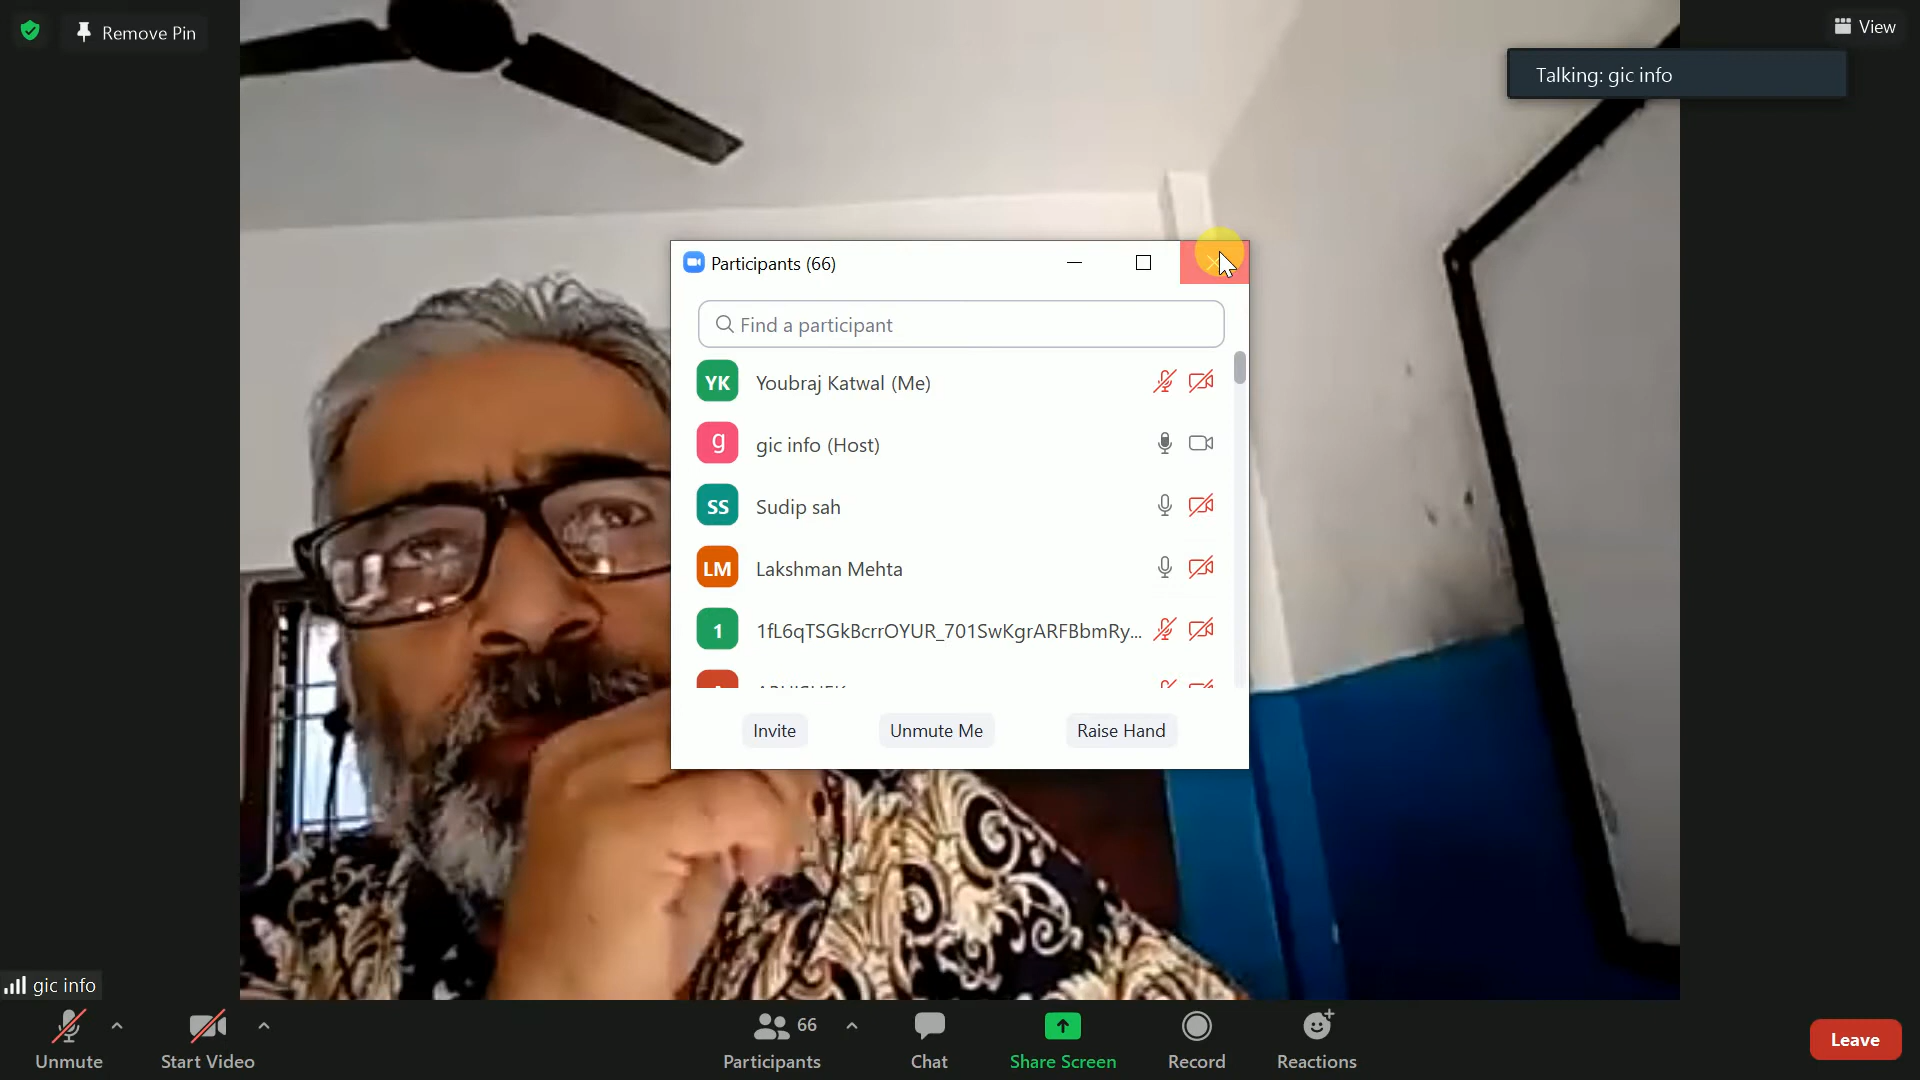 Remove Pin
View
Talking: gic info
Participants (66)
Find a participant
YK Youbraj Katwal (Me)
g gic info (Host)
SS Sudip sah
LM Lakshman Mehta
1 1fL6qTSGkBcrrOYUR_701SwKgrARFBbmRy...
Invite
Unmute Me
Raise Hand
gic info
66
Unmute
Start Video
Participants
Chat
Share Screen
Record
Reactions
Leave